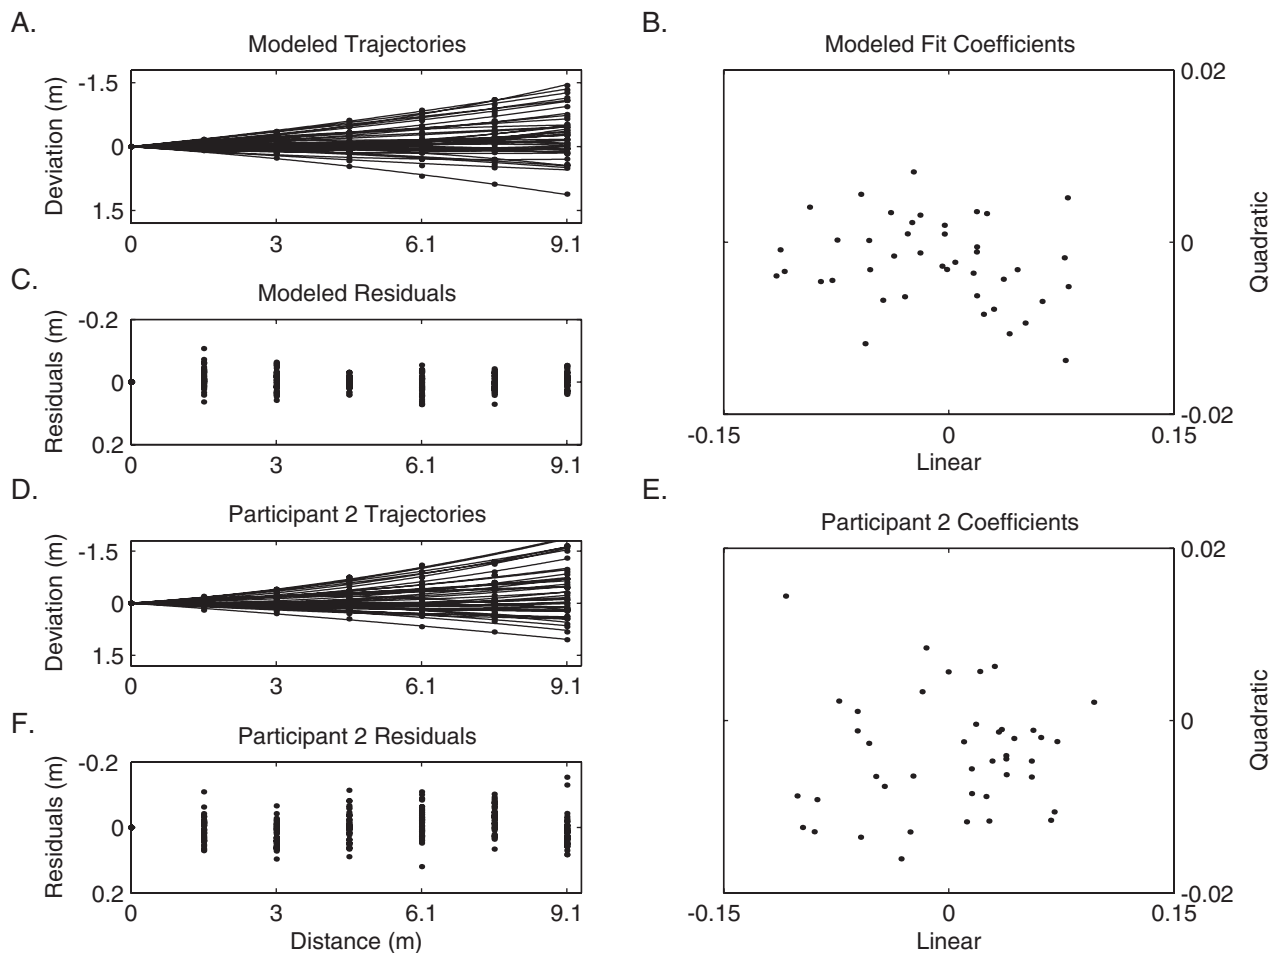 A.
Modeled Trajectories
Deviation (m)
-1.5
0
1.5
0 3 6.1 9.1
B.
Modeled Fit Coefficients
0.02
0
-0.02
Quadratic
-0.15 0 0.15
Linear
C.
Modeled Residuals
Residuals (m)
-0.2
0
0.2
0 3 6.1 9.1
D.
Participant 2 Trajectories
Deviation (m)
-1.5
0
1.5
0 3 6.1 9.1
E.
Participant 2 Coefficients
0.02
0
-0.02
Quadratic
-0.15 0 0.15
Linear
F.
Participant 2 Residuals
Residuals (m)
-0.2
0
0.2
0 3 6.1 9.1
Distance (m)